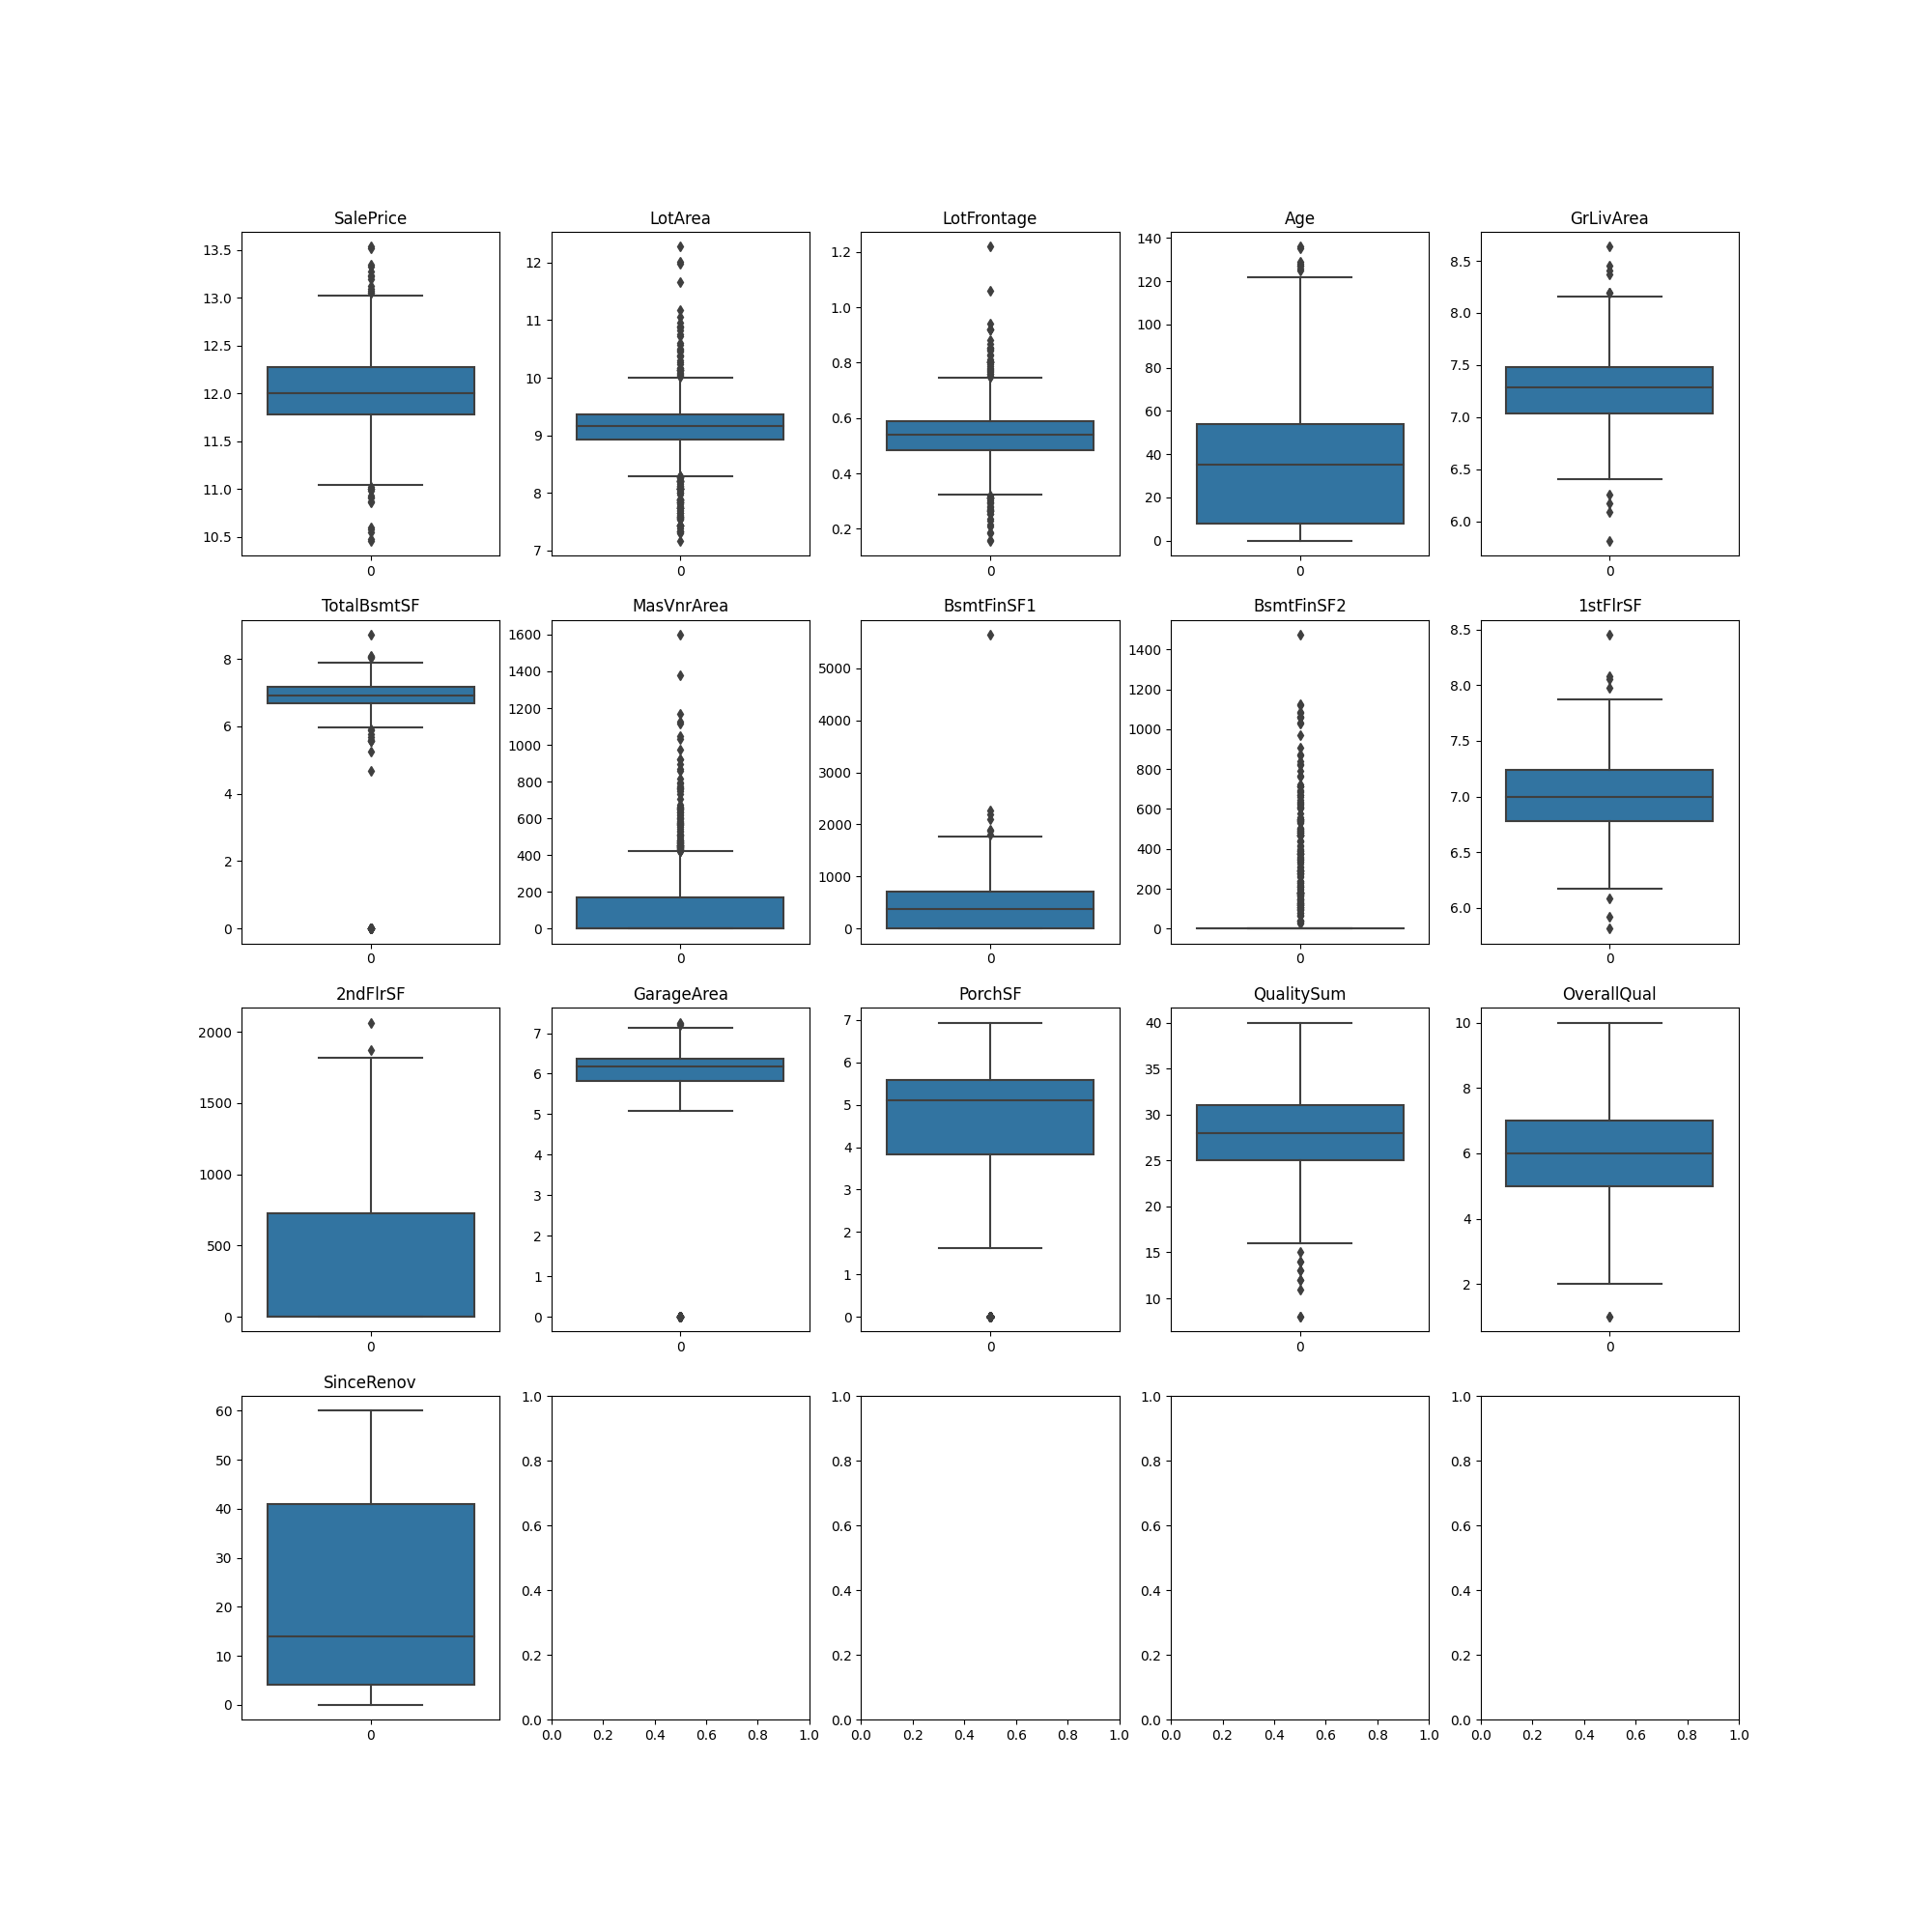 SalePrice LotArea LotFrontage Age GrLivArea
13.5 12 1.2 140 8.5
13.0 11 1.0 120 8.0
12.5 10 0.8 100 7.5
12.0 9 0.6 80 7.0
11.5 8 0.4 60 6.5
11.0 7 0.2 40 6.0
10.5 20
0
0 0 0 0 0
TotalBsmtSF MasVnrArea BsmtFinSF1 BsmtFinSF2 1stFlrSF
8 1600 5000 1400 8.5
6 1400 4000 1200 8.0
4 1200 3000 1000 7.5
2 1000 2000 800 7.0
0 800 1000 600 6.5
600 0 400 6.0
400 200
200 0
0
0 0 0 0 0
2ndFlrSF GarageArea PorchSF QualitySum OverallQual
2000 7 7 40 10
1500 6 6 35 8
1000 5 5 30 6
500 4 4 25 4
0 3 3 20 2
2 2 15
1 1 10
0 0
0 0 0 0 0
SinceRenov
60 1.0 1.0 1.0 1.0
50 0.8 0.8 0.8 0.8
40 0.6 0.6 0.6 0.6
30 0.4 0.4 0.4 0.4
20 0.2 0.2 0.2 0.2
10 0.0 0.0 0.0 0.0
0
0 0.0 0.2 0.4 0.6 0.8 1.0 0.0 0.2 0.4 0.6 0.8 1.0 0.0 0.2 0.4 0.6 0.8 1.0 0.0 0.2 0.4 0.6 0.8 1.0